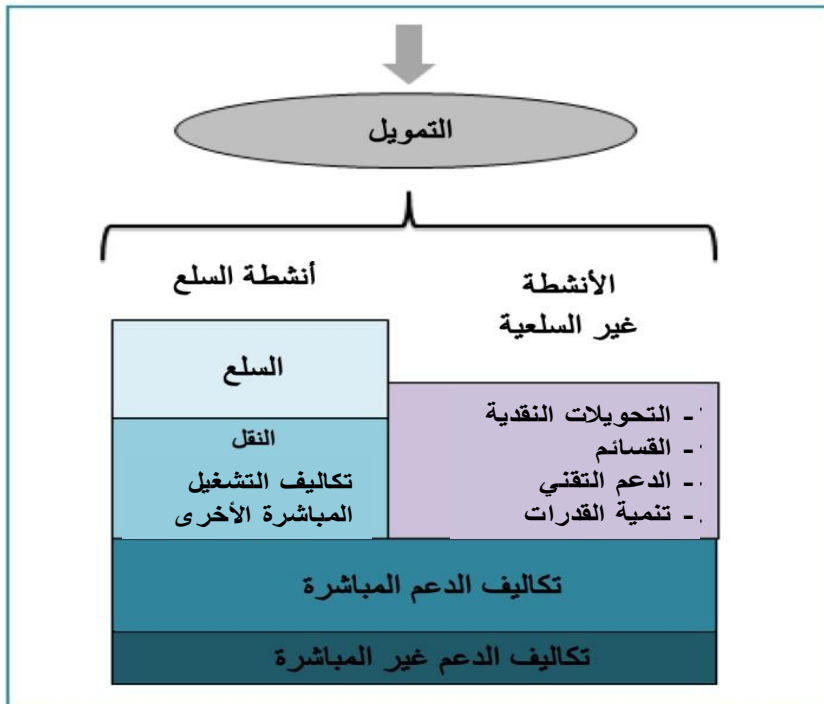 التمويل
أنشطة السلع
الأنشطة
غير السلعية
السلع
النقل
تكاليف التشغيل
المباشرة الأخرى
- التحويلات النقدية
- القسائم
- الدعم التقني
- تنمية القدرات
تكاليف الدعم المباشرة
تكاليف الدعم غير المباشرة